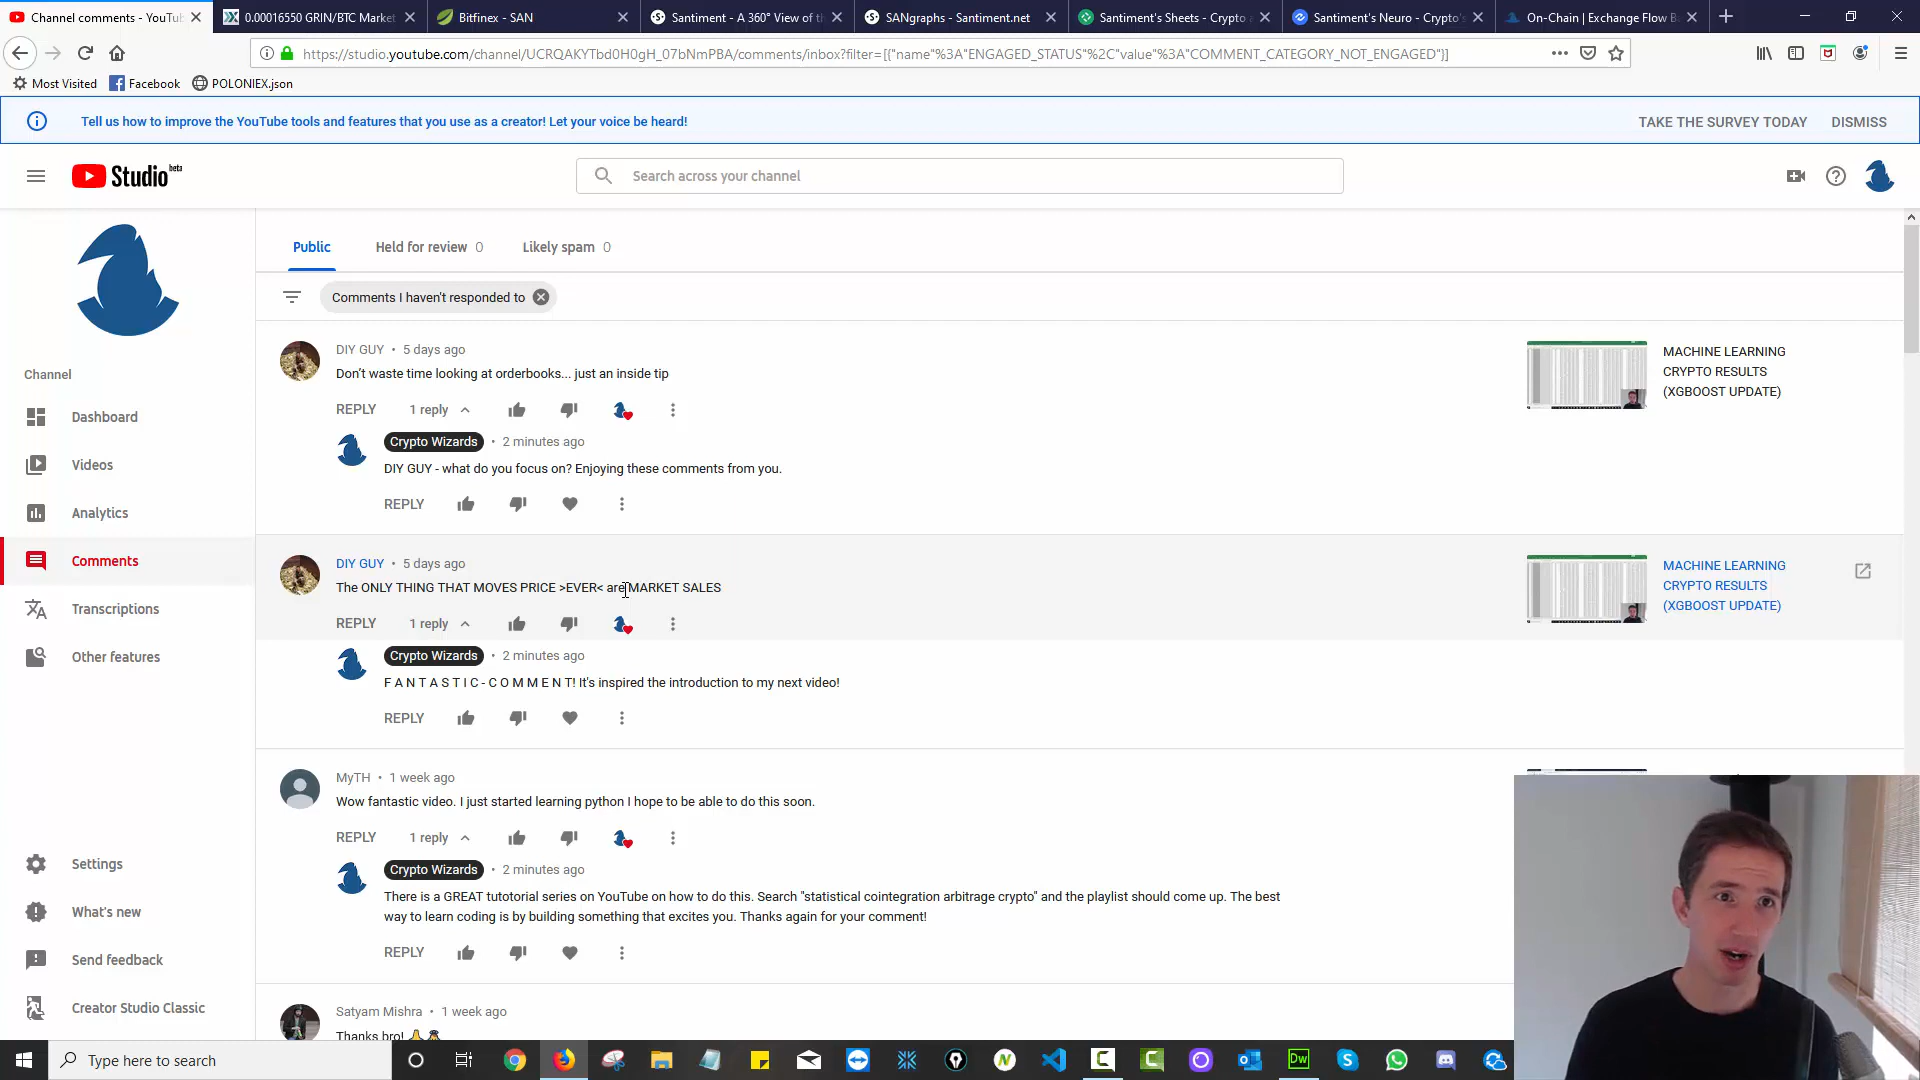 Channel comments - YouTu
0.00016550 GRIN/BTC Market
Bitfinex - SAN
Santiment - A 360° View of th
SANgraphs - Santiment.net
Santiment's Sheets - Crypto a
Santiment's Neuro - Crypto's
On-Chain | Exchange Flow B
https://studio.youtube.com/channel/UCRQAKYTbd0H0gH_07bNmPBA/comments/inbox?filter=[{"name"%3A"ENGAGED_STATUS"%2C"value"%3A"COMMENT_CATEGORY_NOT_ENGAGED"}]
Most Visited
Facebook
POLONIEX.json
Tell us how to improve the YouTube tools and features that you use as a creator! Let your voice be heard!
TAKE THE SURVEY TODAY
DISMISS
Studio beta
Search across your channel
Public
Held for review 0
Likely spam 0
Comments I haven't responded to
Channel
Dashboard
Videos
Analytics
Comments
Transcriptions
Other features
Settings
What's new
Send feedback
Creator Studio Classic
DIY GUY • 5 days ago
Don't waste time looking at orderbooks... just an inside tip
REPLY 1 reply
MACHINE LEARNING
CRYPTO RESULTS
(XGBOOST UPDATE)
Crypto Wizards • 2 minutes ago
DIY GUY - what do you focus on? Enjoying these comments from you.
REPLY
DIY GUY • 5 days ago
The ONLY THING THAT MOVES PRICE >EVER< are MARKET SALES
REPLY 1 reply
MACHINE LEARNING
CRYPTO RESULTS
(XGBOOST UPDATE)
Crypto Wizards • 2 minutes ago
F A N T A S T I C - C O M M E N T! It's inspired the introduction to my next video!
REPLY
MyTH • 1 week ago
Wow fantastic video. I just started learning python I hope to be able to do this soon.
REPLY 1 reply
Crypto Wizards • 2 minutes ago
There is a GREAT tutotorial series on YouTube on how to do this. Search "statistical cointegration arbitrage crypto" and the playlist should come up. The best
way to learn coding is by building something that excites you. Thanks again for your comment!
REPLY
Satyam Mishra • 1 week ago
Thanks bro!
Type here to search
Dw